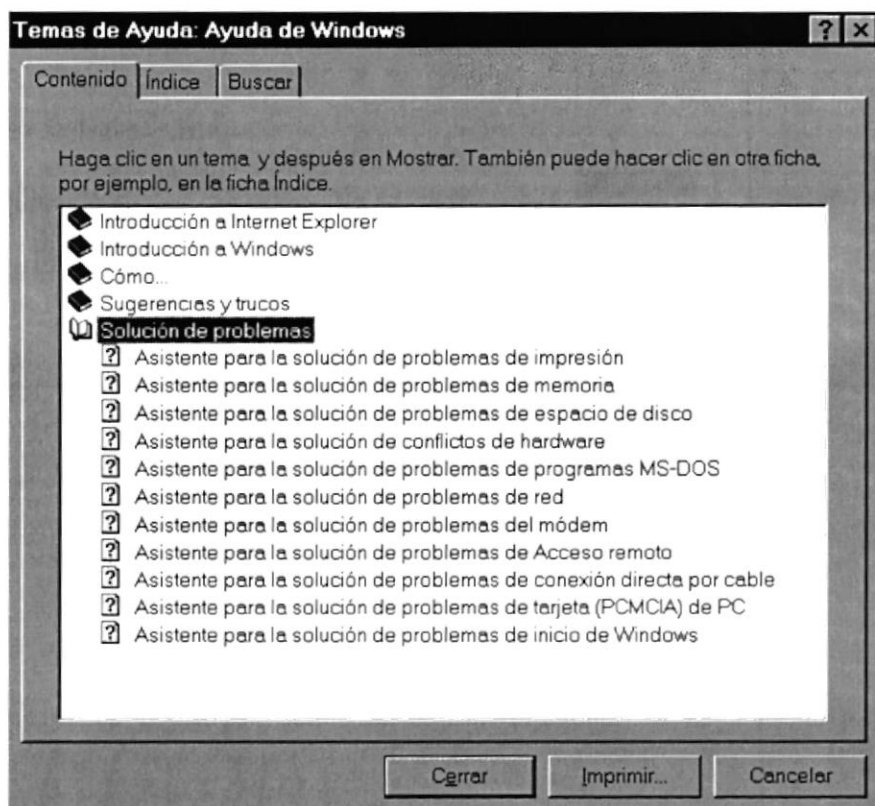 Temas de Ayuda: Ayuda de Windows
Contenido Índice Buscar
Haga clic en un tema y después en Mostrar. También puede hacer clic en otra ficha,
por ejemplo, en la ficha Índice.
Introducción a Internet Explorer
Introducción a Windows
Cómo...
Sugerencias y trucos
Solución de problemas
Asistente para la solución de problemas de impresión
Asistente para la solución de problemas de memoria
Asistente para la solución de problemas de espacio de disco
Asistente para la solución de conflictos de hardware
Asistente para la solución de problemas de programas MS-DOS
Asistente para la solución de problemas de red
Asistente para la solución de problemas del módem
Asistente para la solución de problemas de Acceso remoto
Asistente para la solución de problemas de conexión directa por cable
Asistente para la solución de problemas de tarjeta (PCMCIA) de PC
Asistente para la solución de problemas de inicio de Windows
Cerrar Imprimir... Cancelar